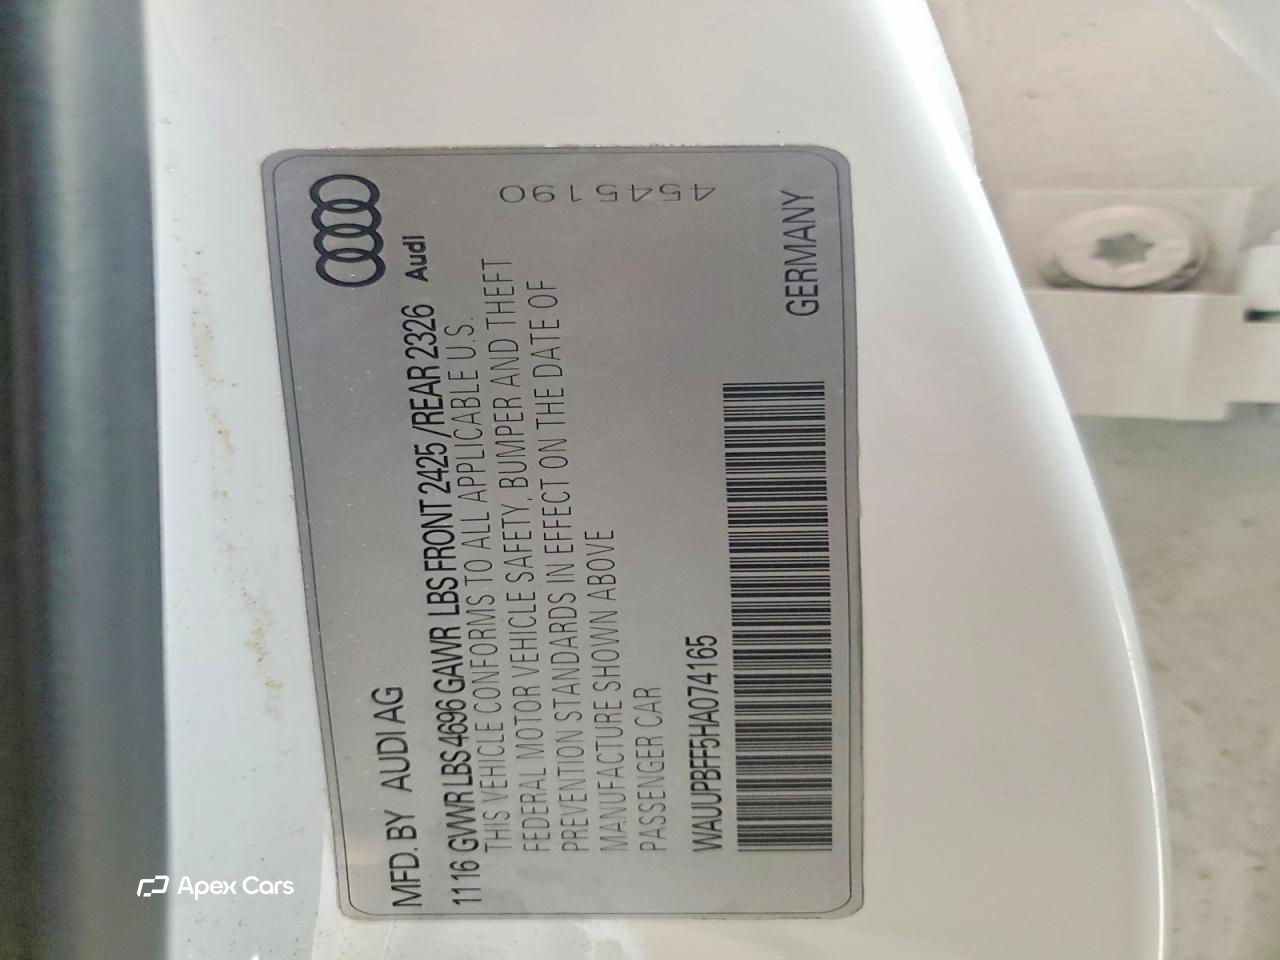 MFD. BY AUDI AG
1116 GVWR LBS 4696 GAWR LBS FRONT 2425 /REAR 2326 Audi
THIS VEHICLE CONFORMS TO ALL APPLICABLE U.S.
FEDERAL MOTOR VEHICLE SAFETY, BUMPER AND THEFT
PREVENTION STANDARDS IN EFFECT ON THE DATE OF
MANUFACTURE SHOWN ABOVE
PASSENGER CAR
4545190
WAUUPBFF5HA074165
GERMANY
Apex Cars